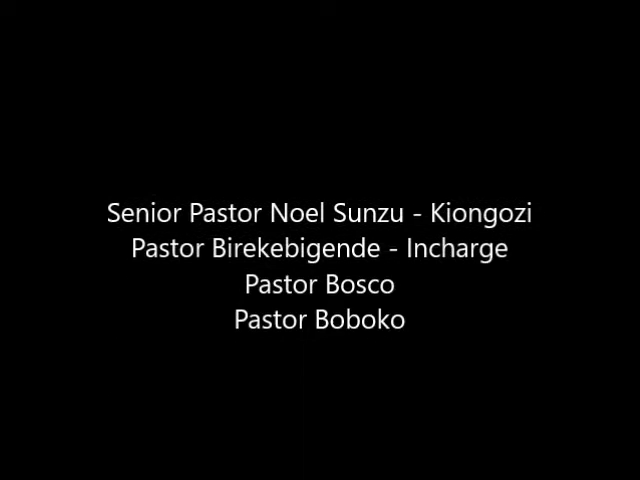 Senior Pastor Noel Sunzu - Kiongozi
Pastor Birekebigende - Incharge
Pastor Bosco
Pastor Boboko